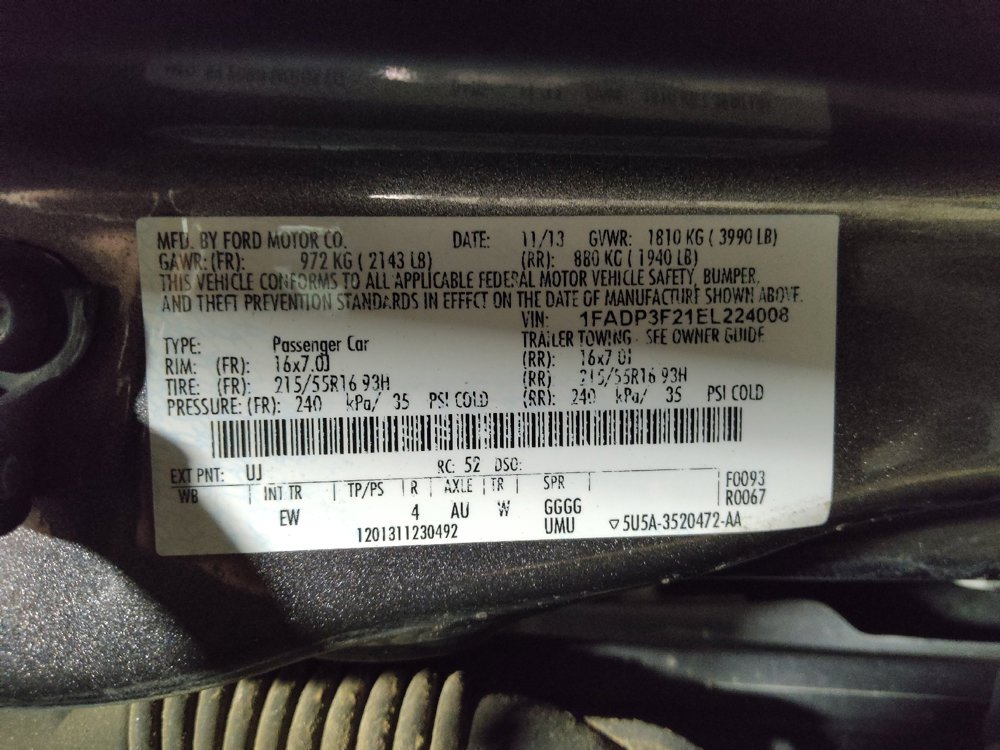 MFD. BY FORD MOTOR CO. DATE: 11/13 GVWR: 1810 KG ( 3990 LB)
GAWR: (FR): 972 KG ( 2143 LB) (RR): 880 KG ( 1940 LB)
THIS VEHICLE CONFORMS TO ALL APPLICABLE FEDERAL MOTOR VEHICLE SAFETY, BUMPER,
AND THEFT PREVENTION STANDARDS IN EFFECT ON THE DATE OF MANUFACTURE SHOWN ABOVE.
VIN: 1FADP3F21EL224008
TYPE: Passenger Car TRAILER TOWING - SEE OWNER GUIDE
RIM: (FR): 16x7.0J (RR): 16x7.0J
TIRE: (FR): 215/55R16 93H (RR) 215/55R16 93H
PRESSURE: (FR): 240 kPa/ 35 PSI COLD (RR): 240 kPa/ 35 PSI COLD
EXT PNT: UJ RC: 52 DSO:
WB INT TR TP/PS R AXLE TR SPR F0093
EW 4 AU W GGGG R0067
1201311230492 UMU ▽5U5A-3520472-AA